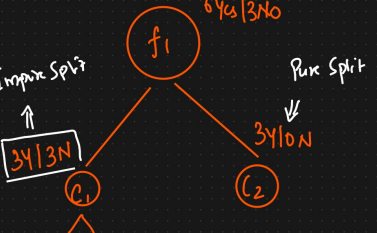 6Yes/3No
f1
Impure Split
Pure Split
3Y/3N
3Y/0N
C1
C2